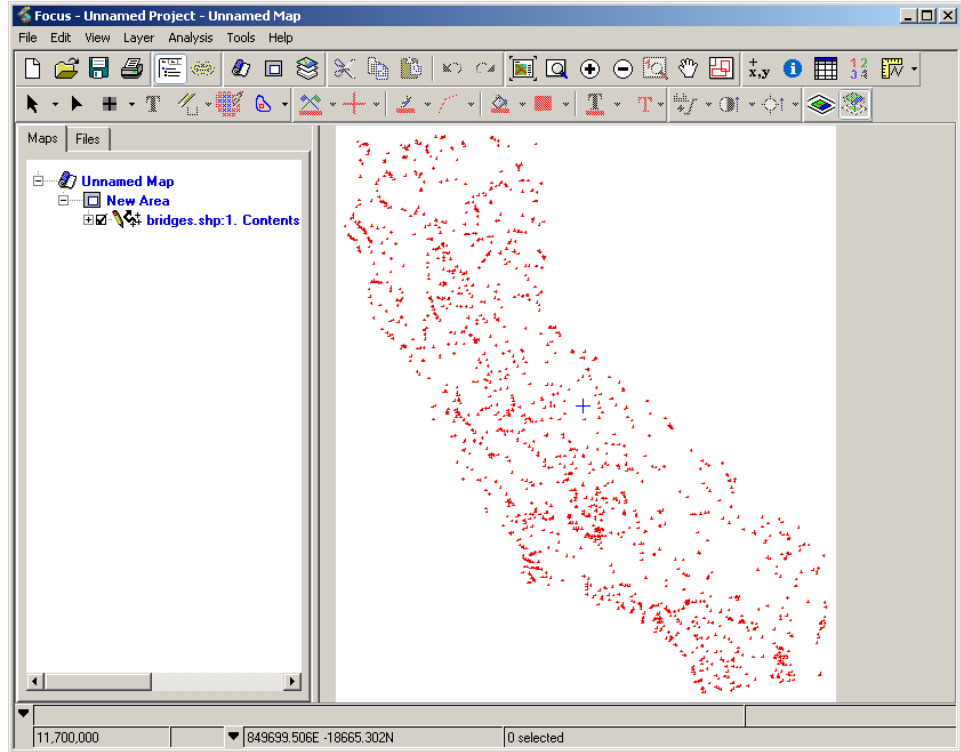 Focus - Unnamed Project - Unnamed Map
File Edit View Layer Analysis Tools Help
+ x,y i 1 2 3 4
T T T
Maps Files
Unnamed Map
New Area
bridges.shp:1. Contents
11,700,000 849699.506E -18665.302N 0 selected